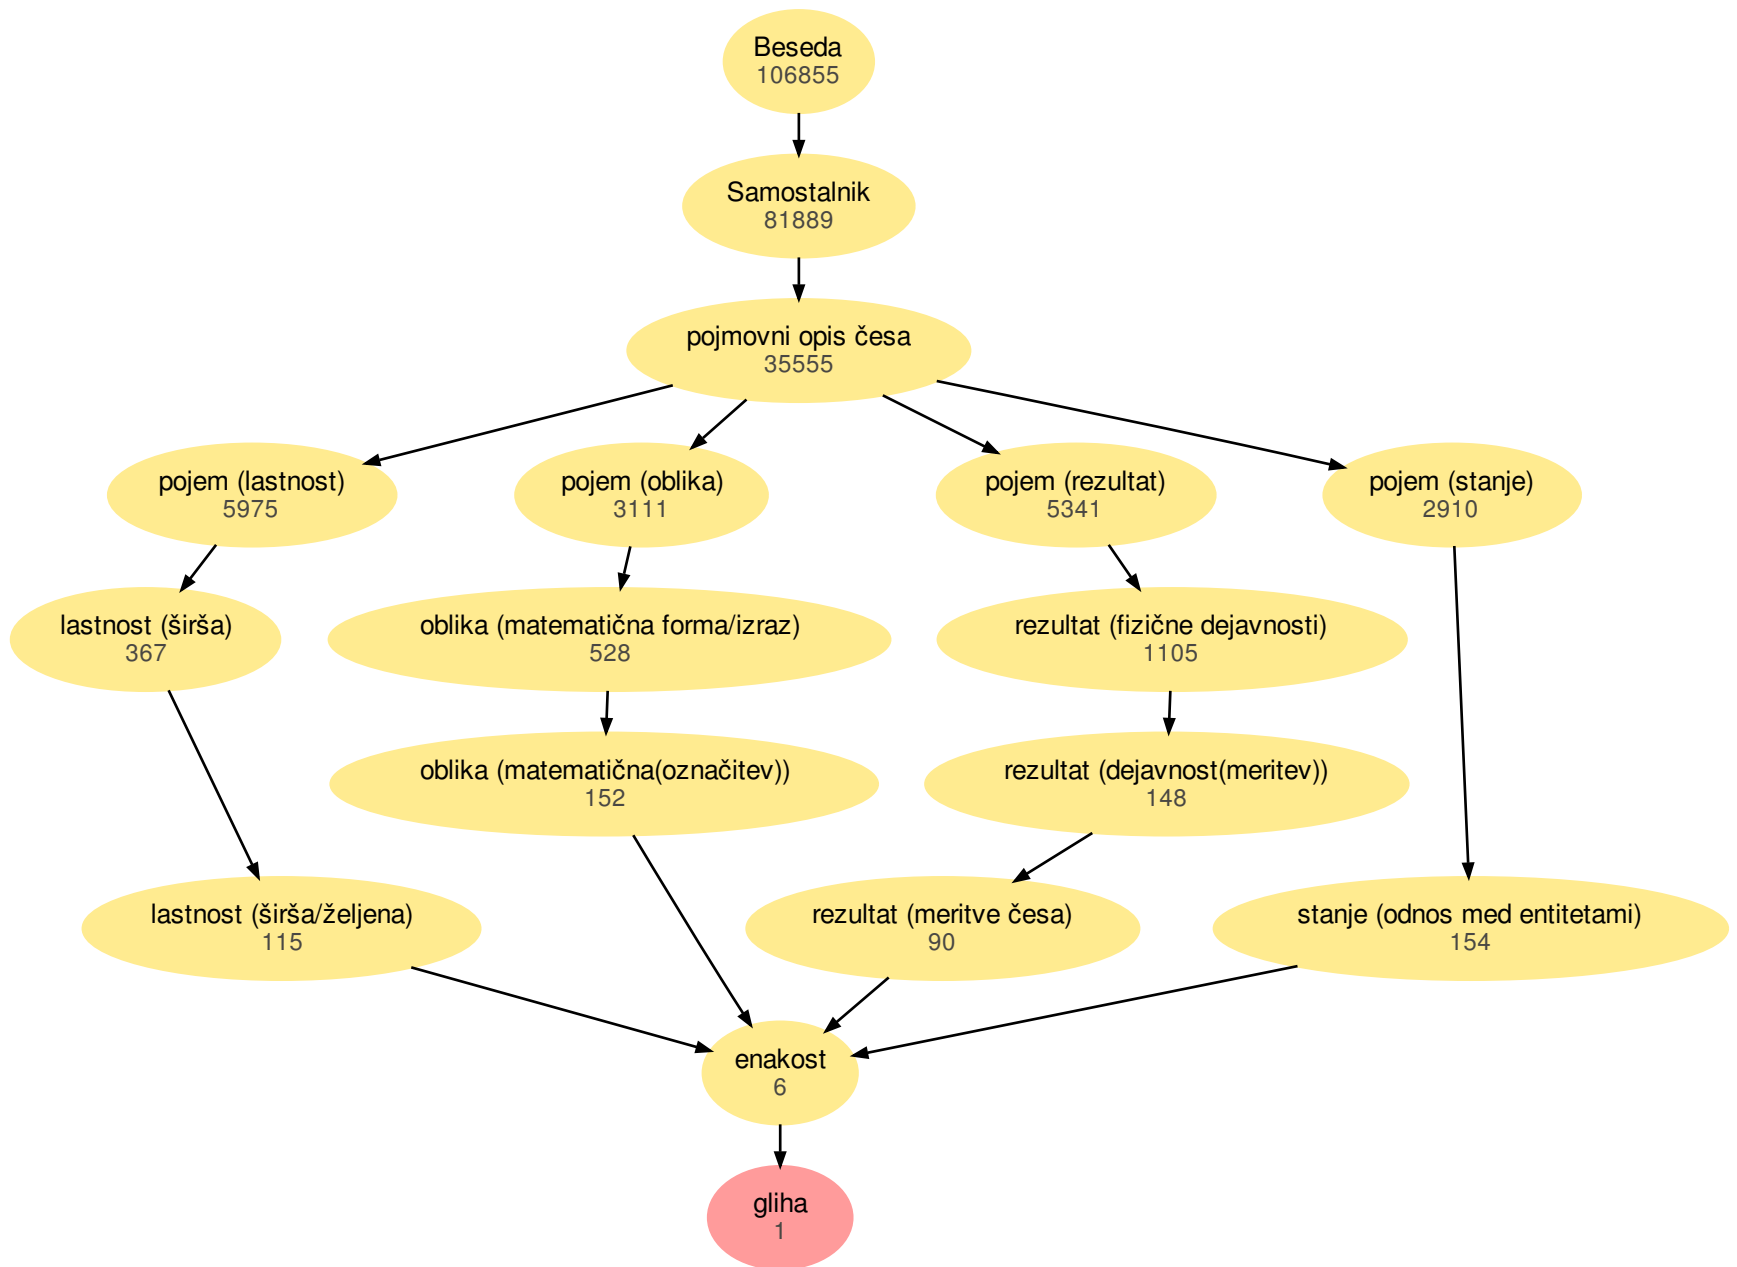 Beseda
106855
Samostalnik
81889
pojmovni opis česa
35555
pojem (lastnost)
5975
pojem (oblika)
3111
pojem (rezultat)
5341
pojem (stanje)
2910
lastnost (širša)
367
oblika (matematična forma/izraz)
528
rezultat (fizične dejavnosti)
1105
oblika (matematična(označitev))
152
rezultat (dejavnost(meritev))
148
lastnost (širša/željena)
115
rezultat (meritve česa)
90
stanje (odnos med entitetami)
154
enakost
6
gliha
1